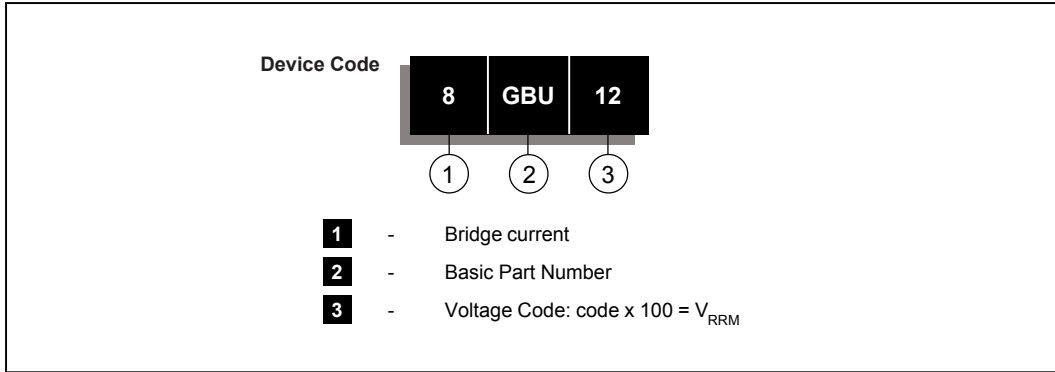 Device Code
8 GBU 12
1 2 3
1 - Bridge current
2 - Basic Part Number
3 - Voltage Code: code x 100 = VRRM